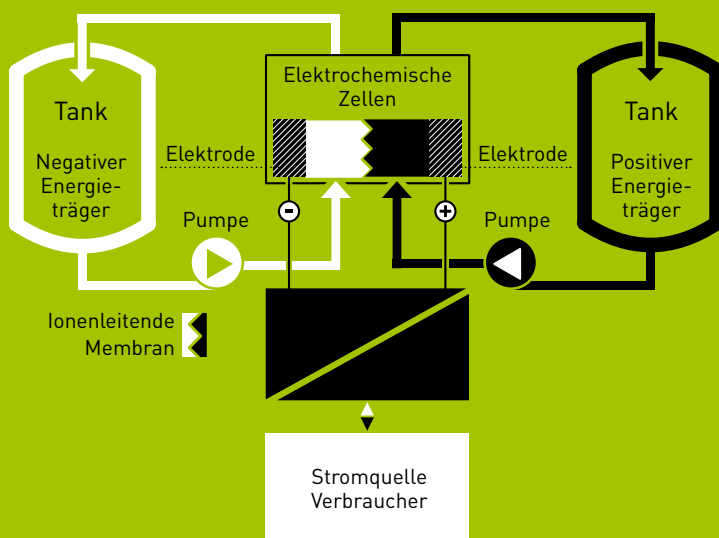 Elektrochemische
Zellen
Tank
Negativer
Energie-
träger
Elektrode
Elektrode
Tank
Positiver
Energie-
träger
-
+
Pumpe
Pumpe
Ionenleitende
Membran
Stromquelle
Verbraucher